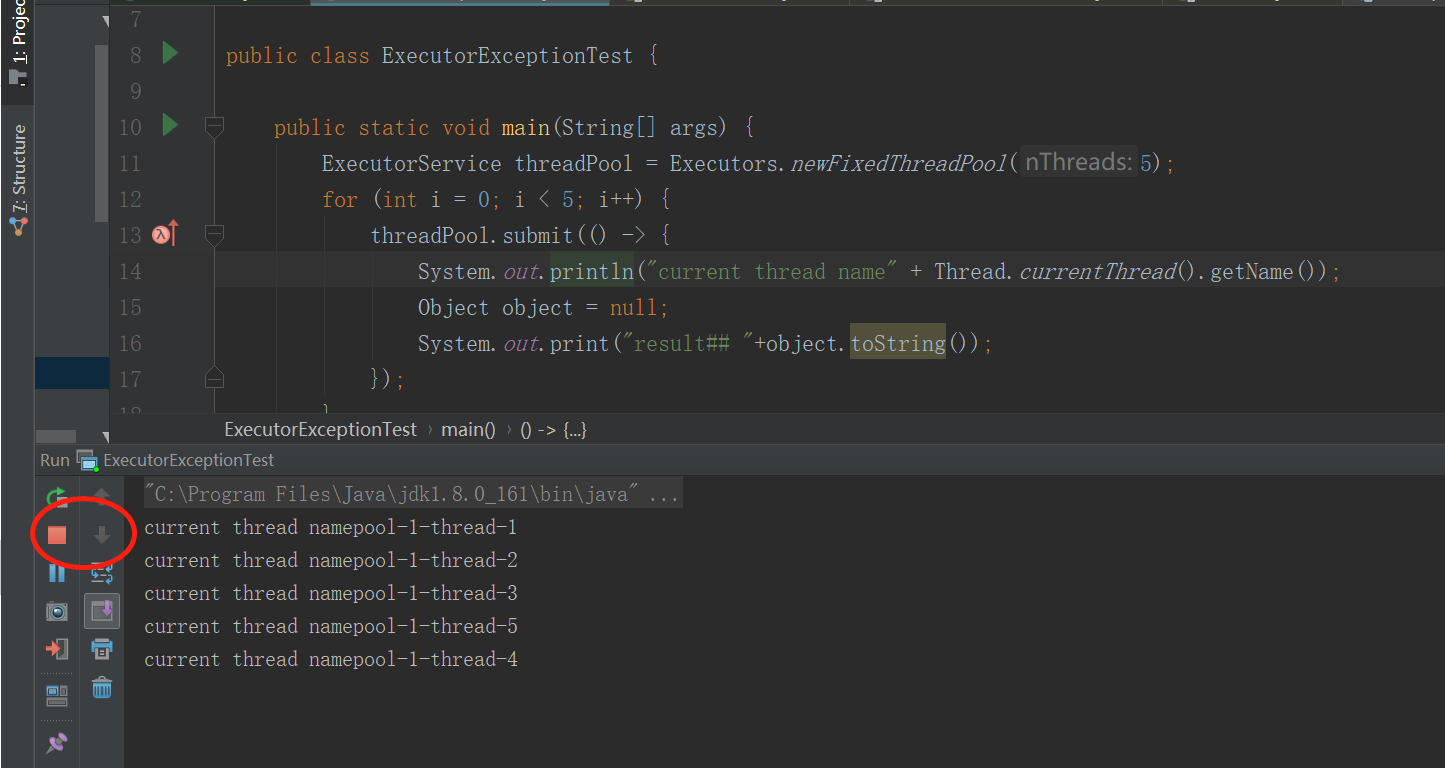 1: Projec
7: Structure
7
8 public class ExecutorExceptionTest {
9
10 public static void main(String[] args) {
11 ExecutorService threadPool = Executors.newFixedThreadPool( nThreads: 5);
12 for (int i = 0; i < 5; i++) {
13 threadPool.submit(() -> {
14 System.out.println("current thread name" + Thread.currentThread().getName());
15 Object object = null;
16 System.out.print("result## "+object.toString());
17 });
18 }
ExecutorExceptionTest › main() › () -> {...}
Run ExecutorExceptionTest
"C:\Program Files\Java\jdk1.8.0_161\bin\java" ...
current thread namepool-1-thread-1
current thread namepool-1-thread-2
current thread namepool-1-thread-3
current thread namepool-1-thread-5
current thread namepool-1-thread-4